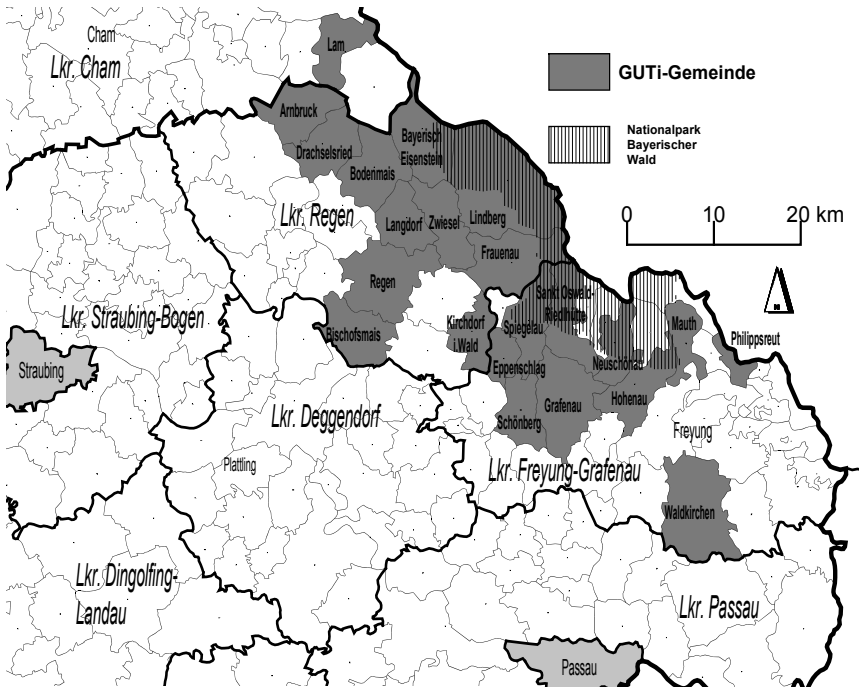 Cham
Lkr. Cham
Lam
GUTi-Gemeinde
Nationalpark
Bayerischer
Wald
0 10 20 km
N
Arnbruck
Drachselsried
Bodenmais
Bayerisch
Eisenstein
Lkr. Regen
Langdorf
Zwiesel
Lindberg
Frauenau
Regen
Bischofsmais
Kirchdorf
i.Wald
Sankt Oswald-
Riedlhütte
Spiegelau
Mauth
Philippsreut
Neuschönau
Eppenschlag
Hohenau
Grafenau
Schönberg
Freyung
Lkr. Straubing-Bogen
Straubing
Lkr. Deggendorf
Plattling
Lkr. Freyung-Grafenau
Waldkirchen
Lkr. Dingolfing-
Landau
Lkr. Passau
Passau